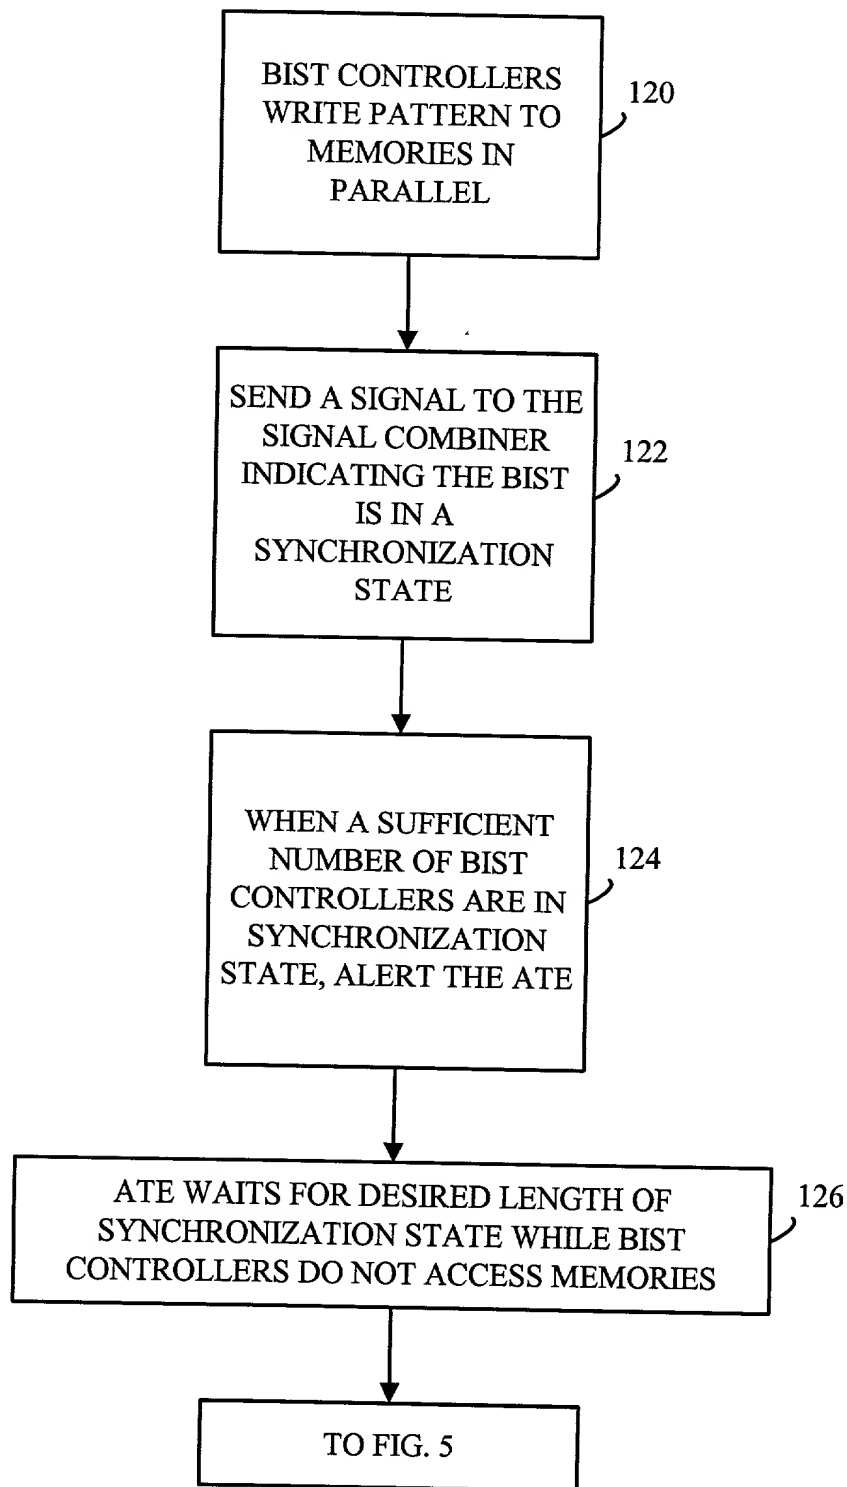 BIST CONTROLLERS
WRITE PATTERN TO
MEMORIES IN
PARALLEL
120
SEND A SIGNAL TO THE
SIGNAL COMBINER
INDICATING THE BIST
IS IN A
SYNCHRONIZATION
STATE
122
WHEN A SUFFICIENT
NUMBER OF BIST
CONTROLLERS ARE IN
SYNCHRONIZATION
STATE, ALERT THE ATE
124
ATE WAITS FOR DESIRED LENGTH OF
SYNCHRONIZATION STATE WHILE BIST
CONTROLLERS DO NOT ACCESS MEMORIES
126
TO FIG. 5